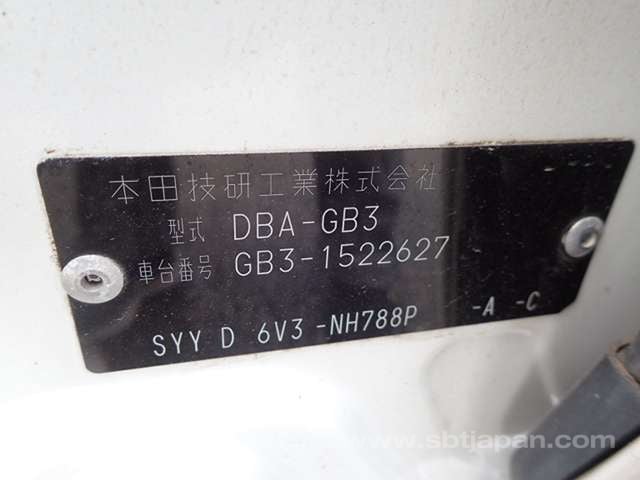 本田技研工業株式会社
型式 DBA-GB3
車台番号 GB3-1522627
SYY D 6V3 -NH788P -A -C
www.sbtjapan.com